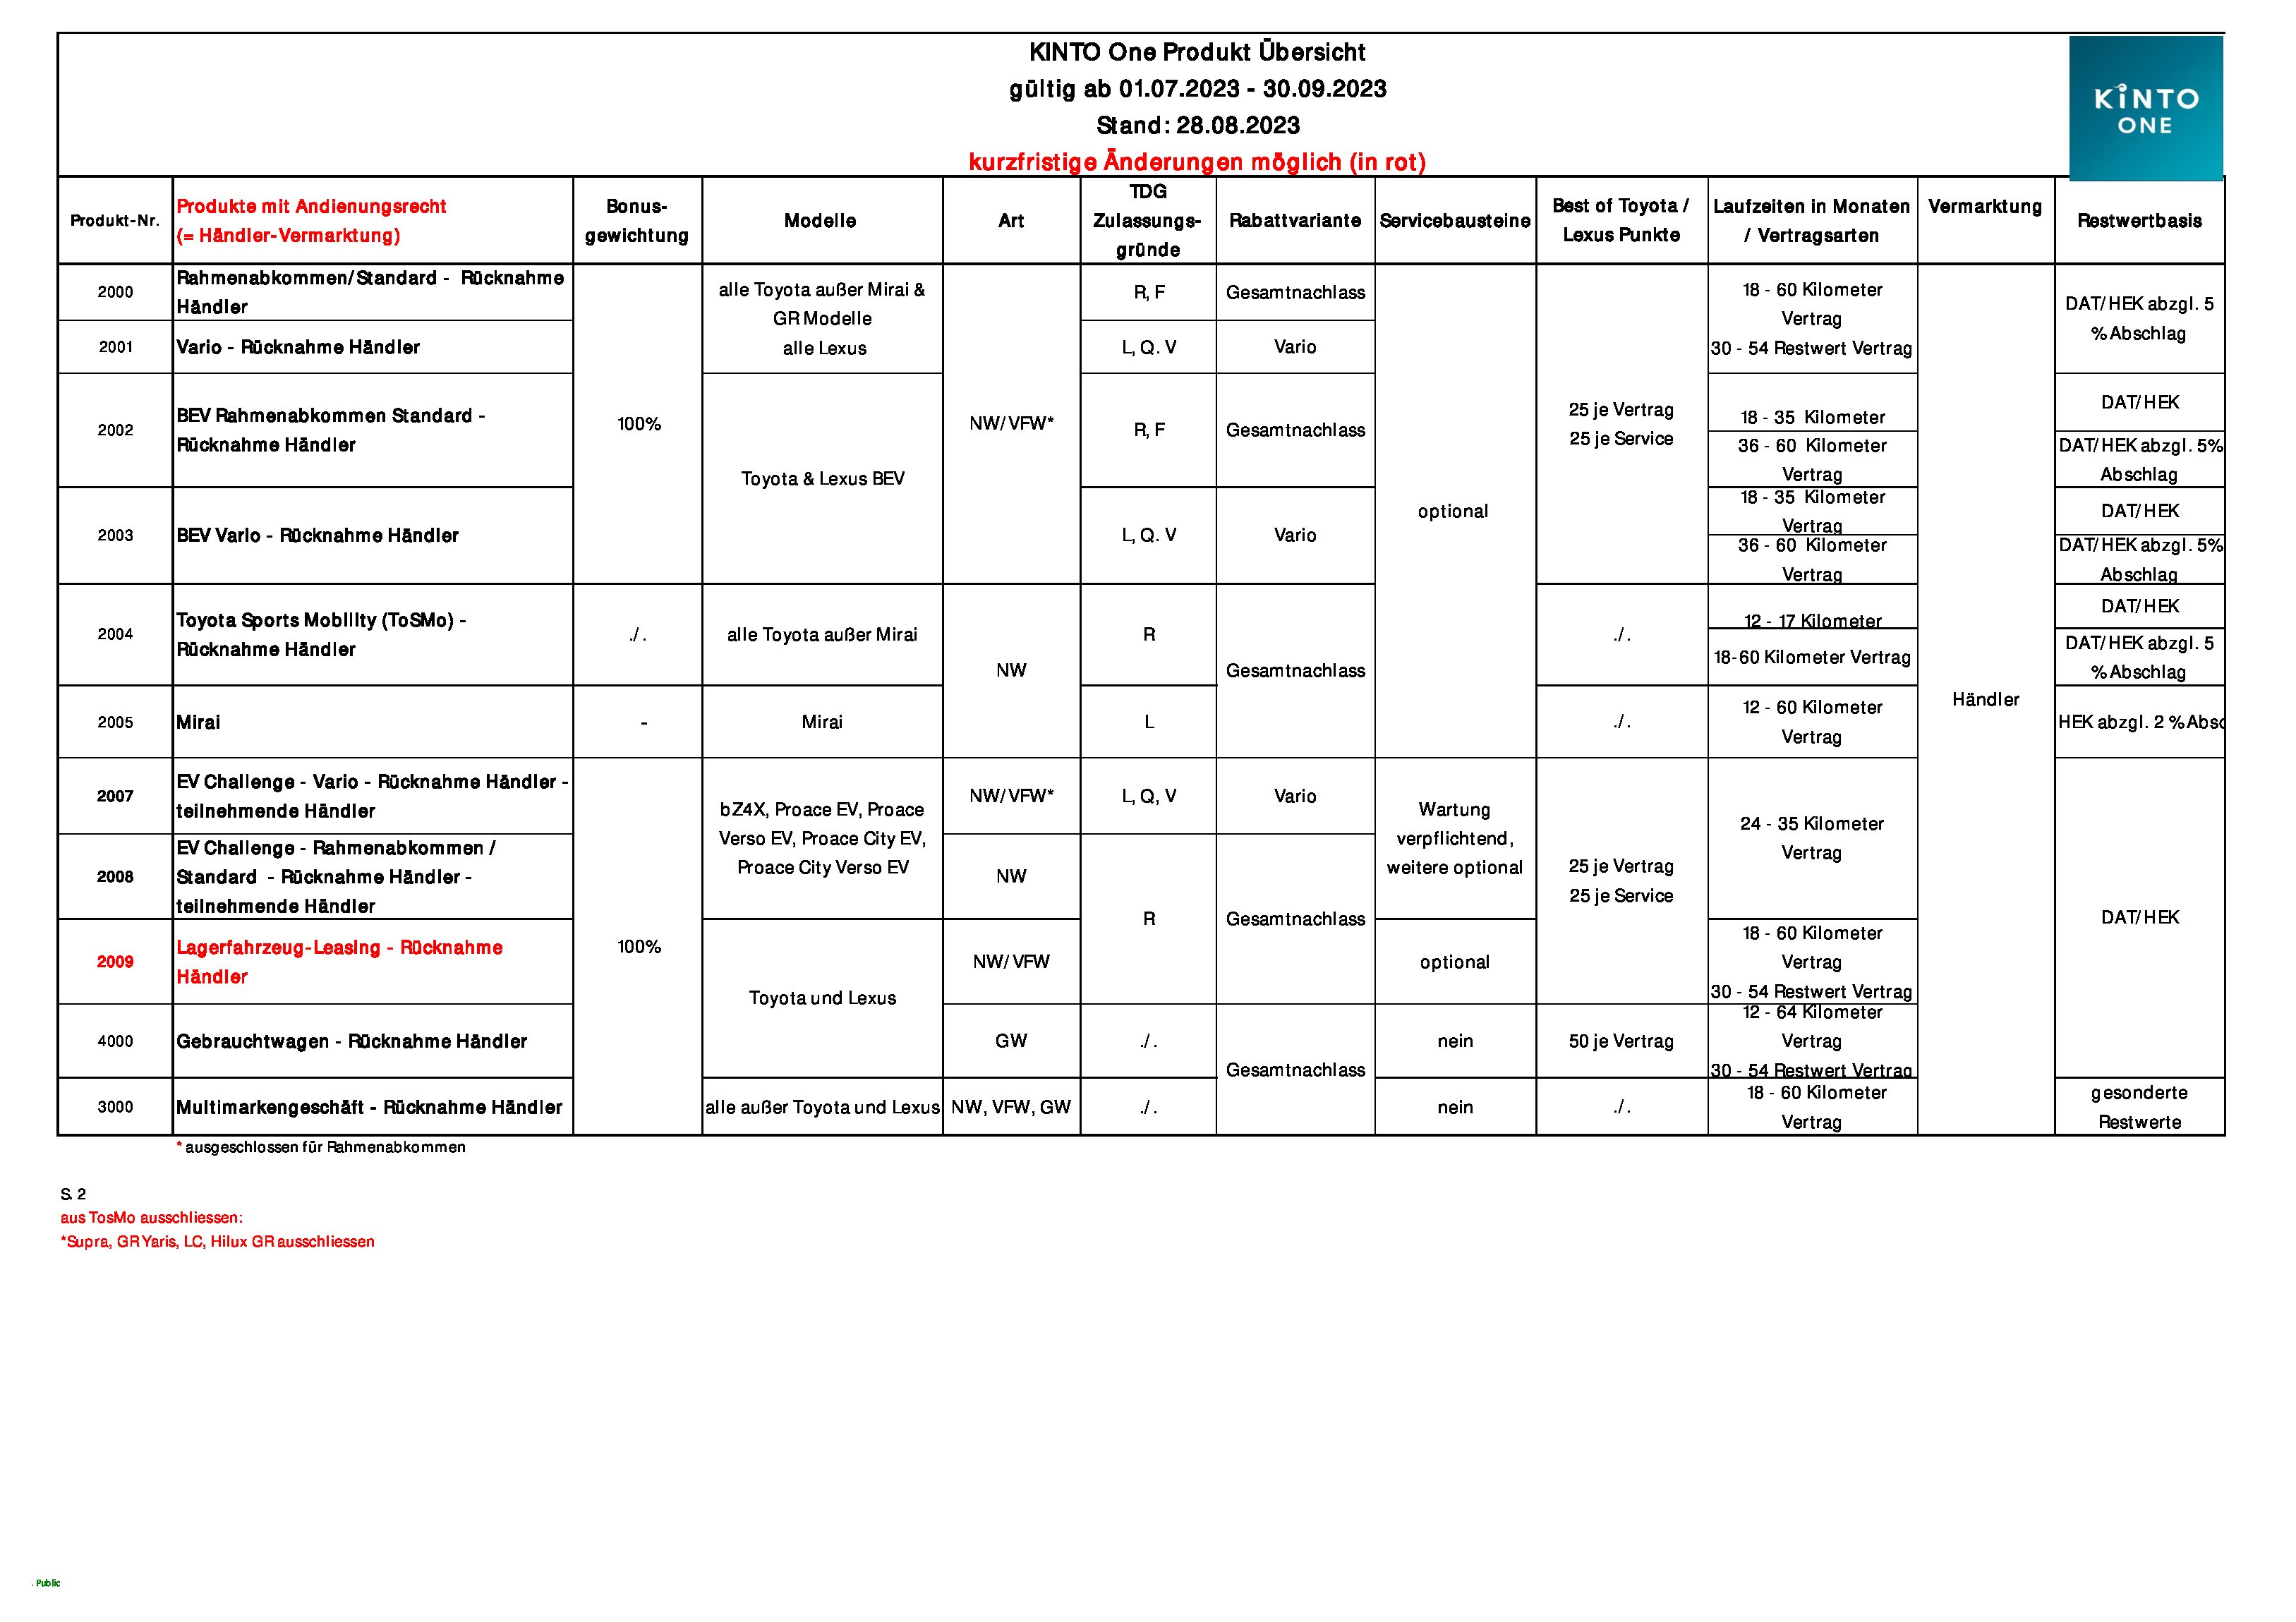 KINTO One Produkt Übersicht
gültig ab 01.07.2023 - 30.09.2023
Stand: 28.08.2023
kurzfristige Änderungen möglich (in rot)
KINTO
ONE
Produkt-Nr.
Produkte mit Andienungsrecht
(= Händler-Vermarktung)
Bonus-
gewichtung
Modelle
Art
TDG
Zulassungs-
gründe
Rabattvariante
Servicebausteine
Best of Toyota /
Lexus Punkte
Laufzeiten in Monaten
/ Vertragsarten
Vermarktung
Restwertbasis
2000
Rahmenabkommen/Standard - Rücknahme
Händler
100%
alle Toyota außer Mirai &
GR Modelle
alle Lexus
NW/VFW*
R, F
Gesamtnachlass
optional
25 je Vertrag
25 je Service
18 - 60 Kilometer
Vertrag
30 - 54 Restwert Vertrag
Händler
DAT/HEK abzgl. 5
% Abschlag
2001
Vario - Rücknahme Händler
L, Q. V
Vario
2002
BEV Rahmenabkommen Standard -
Rücknahme Händler
Toyota & Lexus BEV
R, F
Gesamtnachlass
18 - 35 Kilometer
DAT/HEK
36 - 60 Kilometer
Vertrag
DAT/HEK abzgl. 5%
Abschlag
2003
BEV Vario - Rücknahme Händler
L, Q. V
Vario
18 - 35 Kilometer
Vertrag
DAT/HEK
36 - 60 Kilometer
Vertrag
DAT/HEK abzgl. 5%
Abschlag
2004
Toyota Sports Mobility (ToSMo) -
Rücknahme Händler
./.
alle Toyota außer Mirai
NW
R
Gesamtnachlass
./.
12 - 17 Kilometer
DAT/HEK
18-60 Kilometer Vertrag
DAT/HEK abzgl. 5
% Abschlag
2005
Mirai
-
Mirai
L
./.
12 - 60 Kilometer
Vertrag
HEK abzgl. 2 % Absc
2007
EV Challenge - Vario - Rücknahme Händler -
teilnehmende Händler
100%
bZ4X, Proace EV, Proace
Verso EV, Proace City EV,
Proace City Verso EV
NW/VFW*
L, Q, V
Vario
Wartung
verpflichtend,
weitere optional
25 je Vertrag
25 je Service
24 - 35 Kilometer
Vertrag
DAT/HEK
2008
EV Challenge - Rahmenabkommen /
Standard - Rücknahme Händler -
teilnehmende Händler
NW
R
Gesamtnachlass
2009
Lagerfahrzeug-Leasing - Rücknahme
Händler
Toyota und Lexus
NW/VFW
optional
18 - 60 Kilometer
Vertrag
30 - 54 Restwert Vertrag
4000
Gebrauchtwagen - Rücknahme Händler
GW
./.
Gesamtnachlass
nein
50 je Vertrag
12 - 64 Kilometer
Vertrag
30 - 54 Restwert Vertrag
3000
Multimarkengeschäft - Rücknahme Händler
alle außer Toyota und Lexus
NW, VFW, GW
./.
nein
./.
18 - 60 Kilometer
Vertrag
gesonderte
Restwerte
* ausgeschlossen für Rahmenabkommen
S. 2
aus TosMo ausschliessen:
*Supra, GR Yaris, LC, Hilux GR ausschliessen
. Public